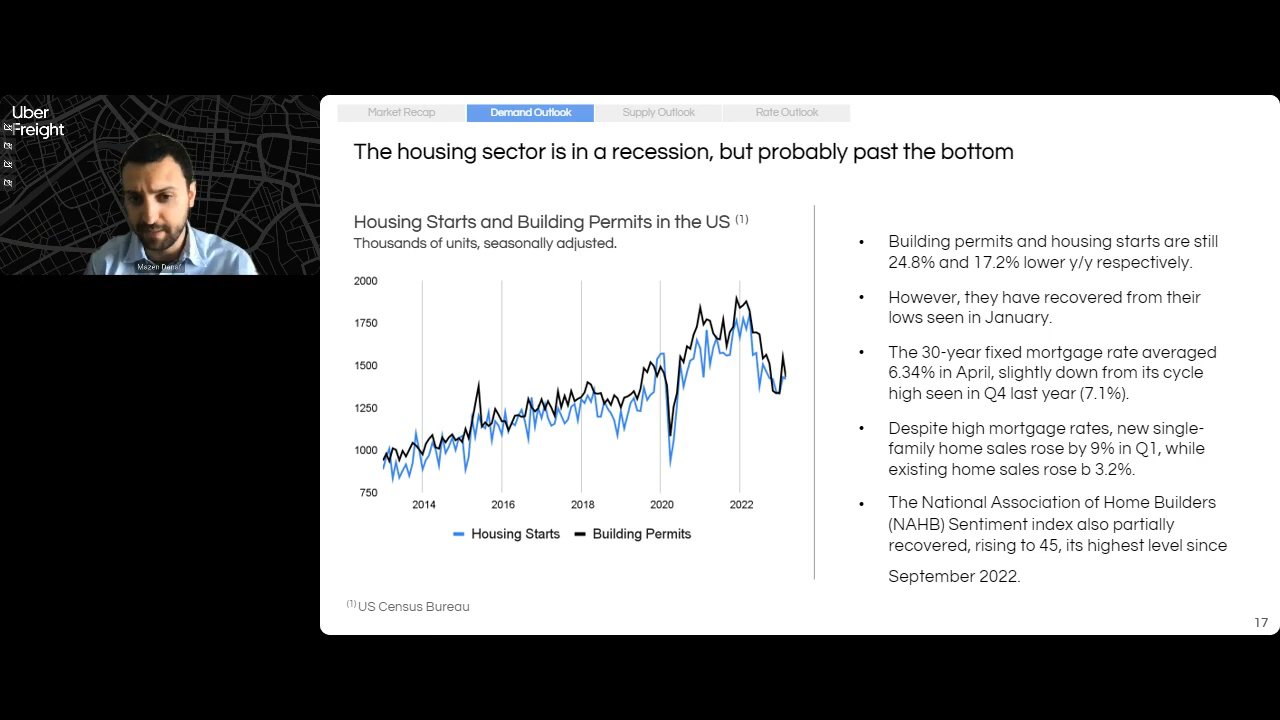 Uber
Freight
Mazen Danaf
Market Recap
Demand Outlook
Supply Outlook
Rate Outlook
The housing sector is in a recession, but probably past the bottom
Housing Starts and Building Permits in the US (1)
Thousands of units, seasonally adjusted.
2000
1750
1500
1250
1000
750
2014
2016
2018
2020
2022
Housing Starts
Building Permits
(1) US Census Bureau
• Building permits and housing starts are still
24.8% and 17.2% lower y/y respectively.
• However, they have recovered from their
lows seen in January.
• The 30-year fixed mortgage rate averaged
6.34% in April, slightly down from its cycle
high seen in Q4 last year (7.1%).
• Despite high mortgage rates, new single-
family home sales rose by 9% in Q1, while
existing home sales rose b 3.2%.
• The National Association of Home Builders
(NAHB) Sentiment index also partially
recovered, rising to 45, its highest level since
September 2022.
17